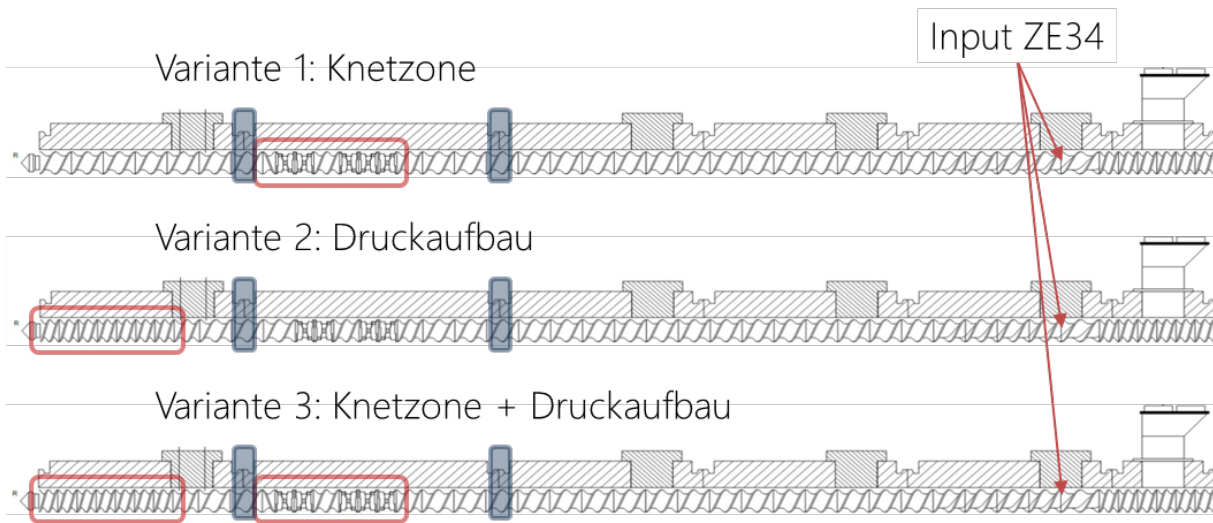 Input ZE34
Variante 1: Knetzone
R
Variante 2: Druckaufbau
R
Variante 3: Knetzone + Druckaufbau
R